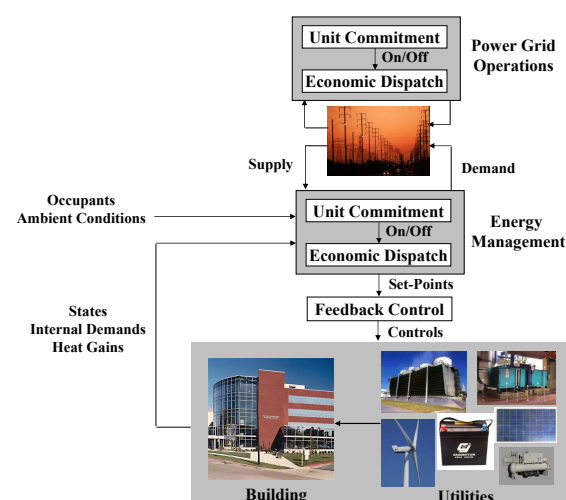 Unit Commitment
On/Off
Economic Dispatch
Power Grid
Operations
Supply
Demand
Occupants
Ambient Conditions
Unit Commitment
On/Off
Economic Dispatch
Energy
Management
Set-Points
Feedback Control
Controls
States
Internal Demands
Heat Gains
Building
Utilities